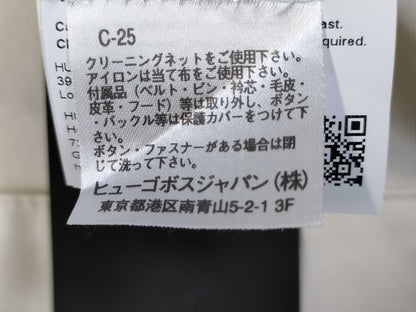 C-25
クリーニングネットをご使用下さい。
アイロンは当て布をご使用下さい。
付属品（ベルト・ピン・衿芯・毛皮・
皮革・フード）等は取り外し、ボタン
・バックル等は保護カバーをつけて下
さい。
ボタン・ファスナーがある場合は閉
じて洗って下さい。
ヒューゴボスジャパン（株）
東京都港区南青山5-2-1 3F